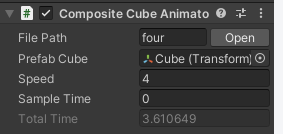 # Composite Cube Animato
File Path four Open
Prefab Cube Cube (Transform)
Speed 4
Sample Time 0
Total Time 3.610649